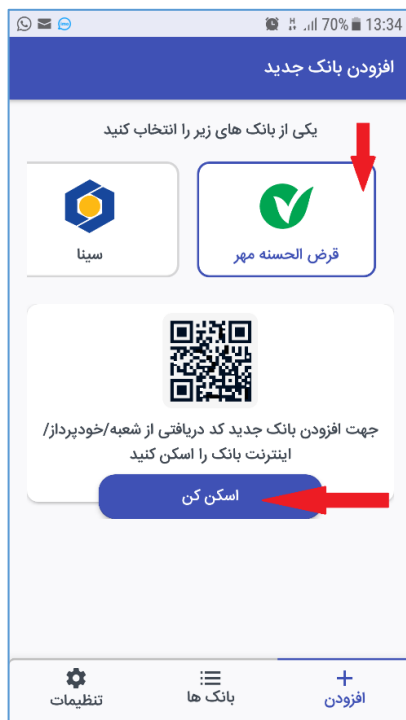 70% 13:34
افزودن بانک جدید
یکی از بانک های زیر را انتخاب کنید
قرض الحسنه مهر
سینا
جهت افزودن بانک جدید کد دریافتی از شعبه/خودپرداز/
اینترنت بانک را اسکن کنید
اسکن کن
افزودن
بانک ها
تنظیمات